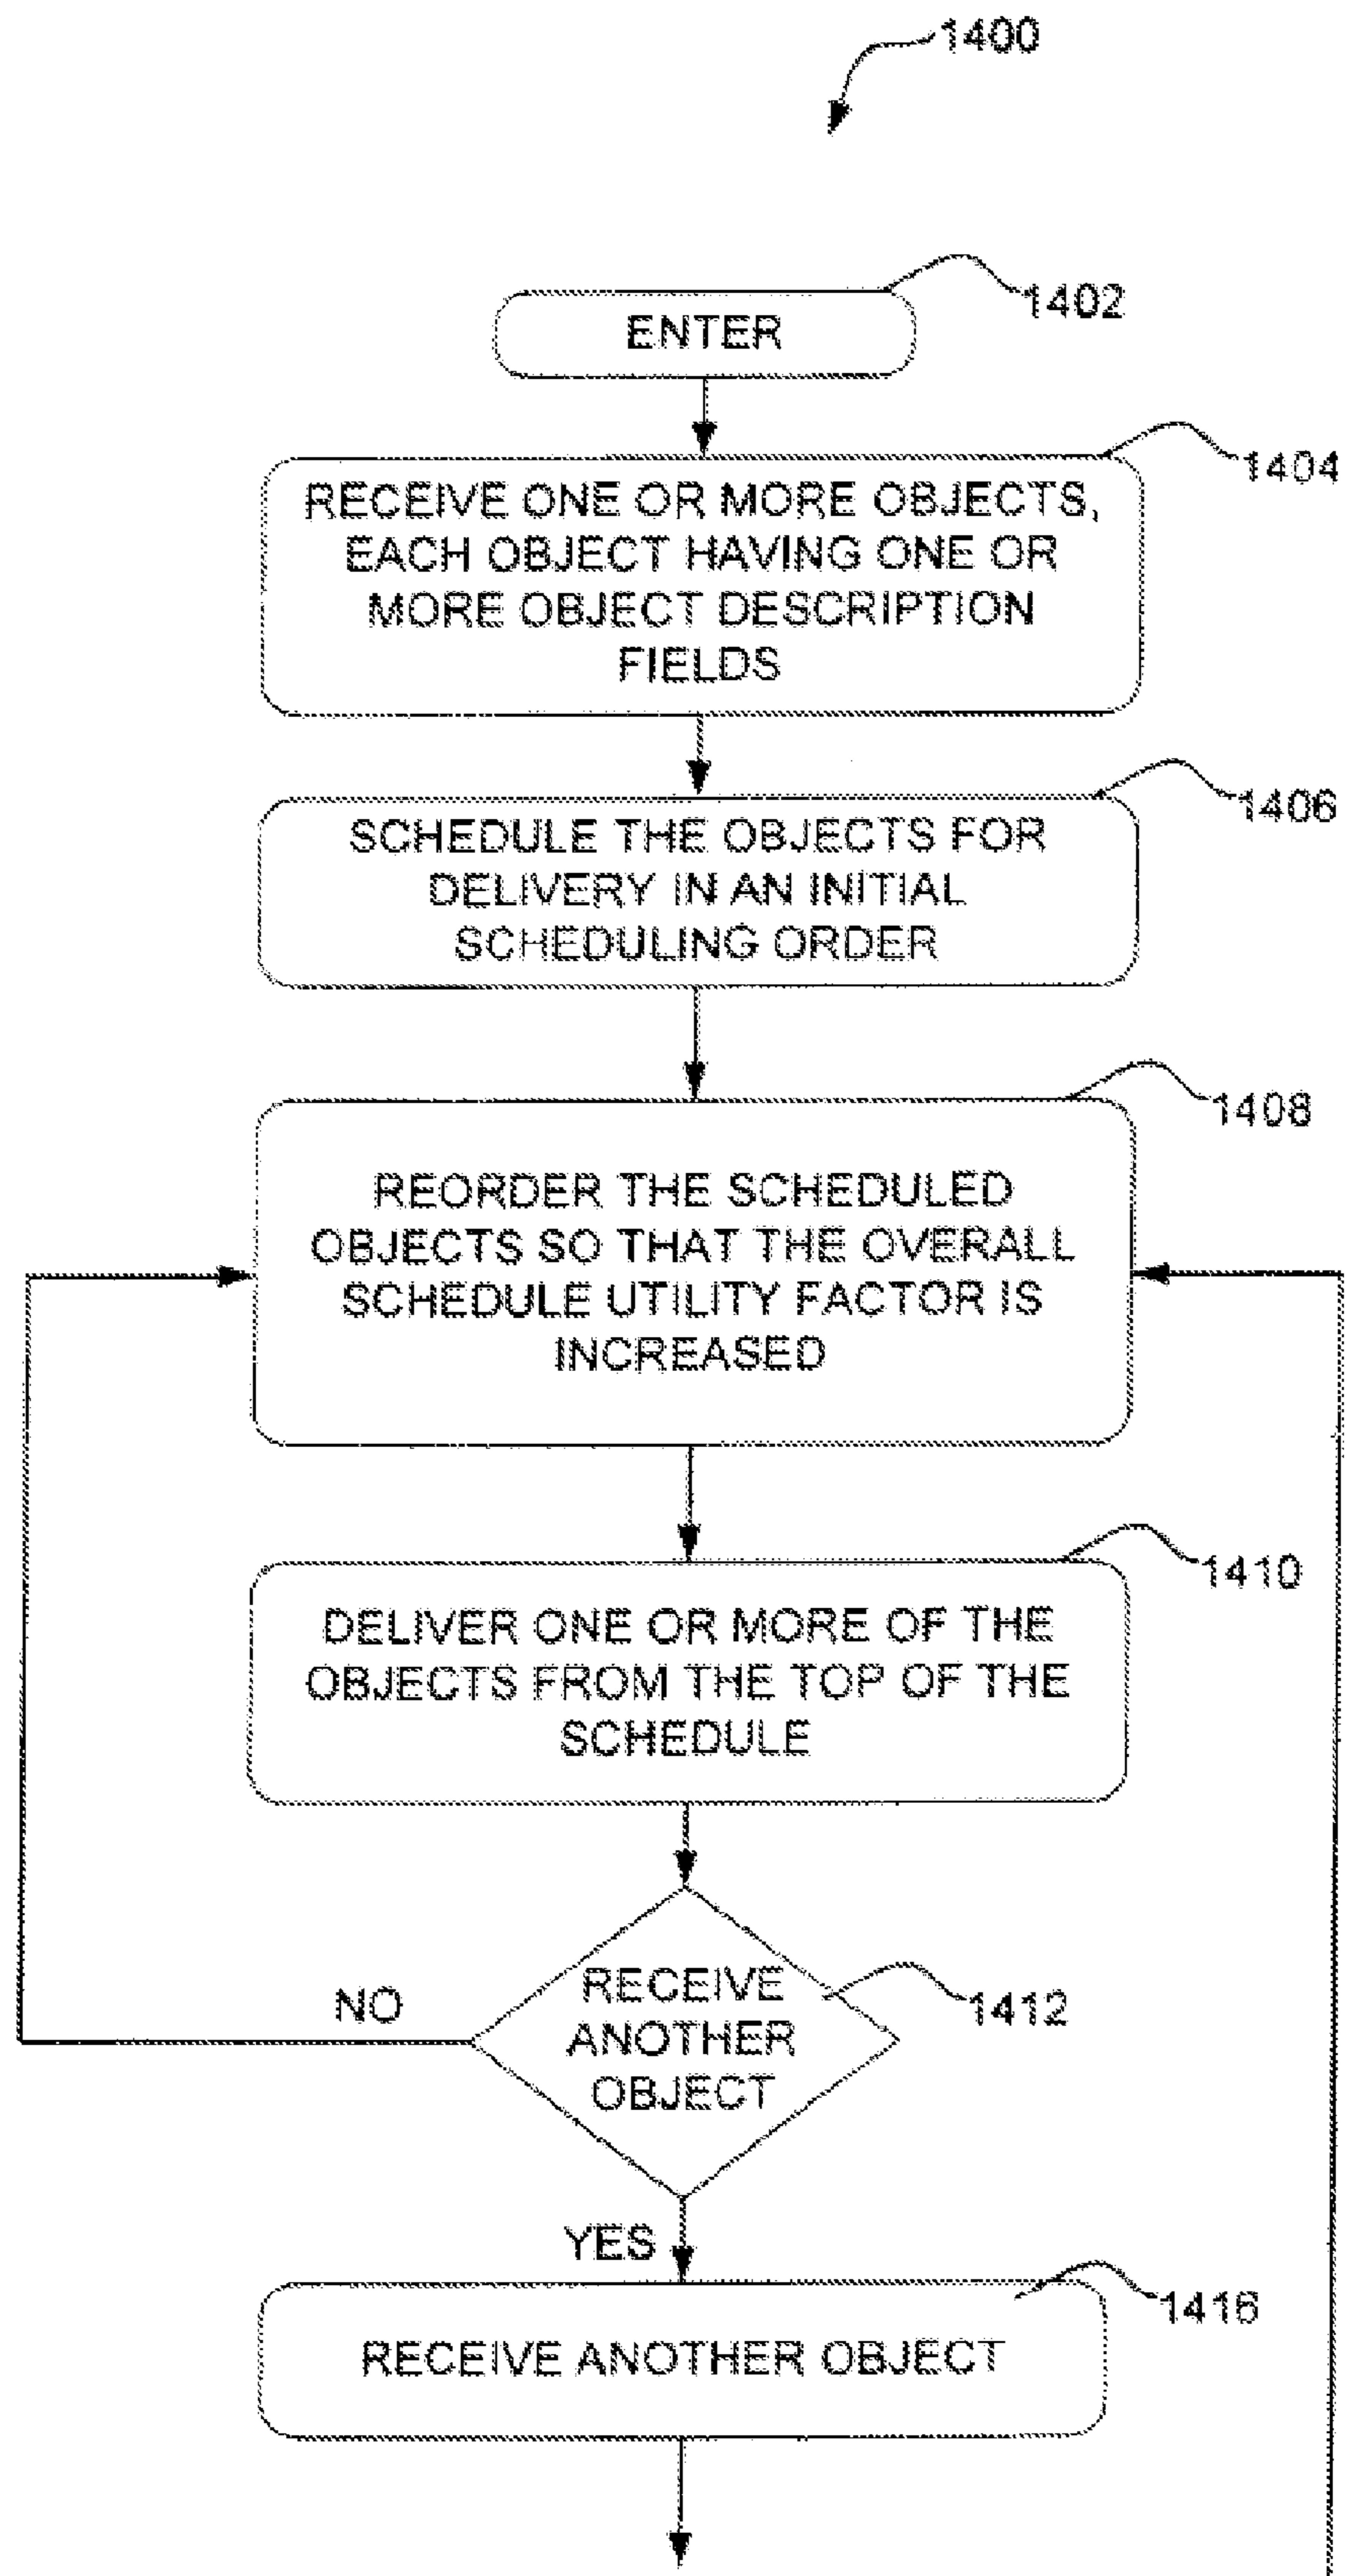 1400
1402
ENTER
1404
RECEIVE ONE OR MORE OBJECTS,
EACH OBJECT HAVING ONE OR
MORE OBJECT DESCRIPTION
FIELDS
1406
SCHEDULE THE OBJECTS FOR
DELIVERY IN AN INITIAL
SCHEDULING ORDER
1408
REORDER THE SCHEDULED
OBJECTS SO THAT THE OVERALL
SCHEDULE UTILITY FACTOR IS
INCREASED
1410
DELIVER ONE OR MORE OF THE
OBJECTS FROM THE TOP OF THE
SCHEDULE
RECEIVE
ANOTHER
OBJECT
1412
NO
YES
1416
RECEIVE ANOTHER OBJECT